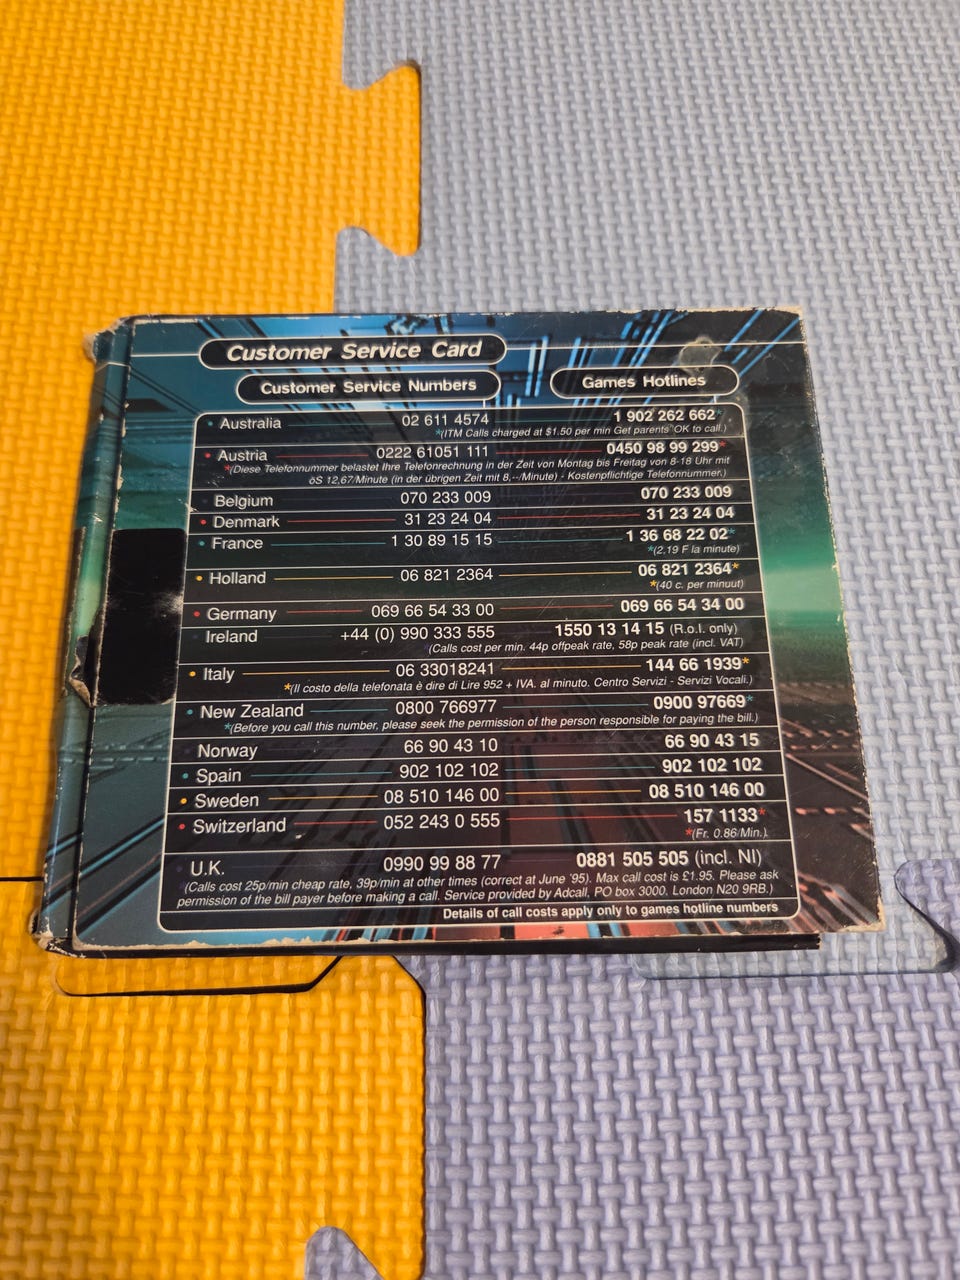 Customer Service Card
Customer Service Numbers Games Hotlines
Australia 02 611 4574 1 902 262 662*
*(ITM Calls charged at $1.50 per min Get parents' OK to call.)
Austria 0222 61051 111 0450 98 99 299*
*(Diese Telefonnummer belastet Ihre Telefonrechnung in der Zeit von Montag bis Freitag von 8-18 Uhr mit
öS 12,67/Minute (in der übrigen Zeit mit 8,--/Minute) - Kostenpflichtige Telefonnummer.)
Belgium 070 233 009 070 233 009
Denmark 31 23 24 04 31 23 24 04
France 1 30 89 15 15 1 36 68 22 02*
*(2.19 F la minute)
Holland 06 821 2364 06 821 2364*
*(40 c. per minuut)
Germany 069 66 54 33 00 069 66 54 34 00
Ireland +44 (0) 990 333 555 1550 13 14 15 (R.o.I. only)
(Calls cost per min. 44p offpeak rate, 58p peak rate (incl. VAT)
Italy 06 33018241 144 66 1939*
*(Il costo della telefonata è dire di Lire 952 + IVA. al minuto. Centro Servizi - Servizi Vocali.)
New Zealand 0800 766977 0900 97669*
*(Before you call this number, please seek the permission of the person responsible for paying the bill.)
Norway 66 90 43 10 66 90 43 15
Spain 902 102 102 902 102 102
Sweden 08 510 146 00 08 510 146 00
Switzerland 052 243 0 555 157 1133*
*(Fr. 0.86/Min.).
U.K. 0990 99 88 77 0881 505 505 (incl. NI)
(Calls cost 25p/min cheap rate, 39p/min at other times (correct at June '95). Max call cost is £1.95. Please ask
permission of the bill payer before making a call. Service provided by Adcall, PO box 3000, London N20 9RB.)
Details of call costs apply only to games hotline numbers